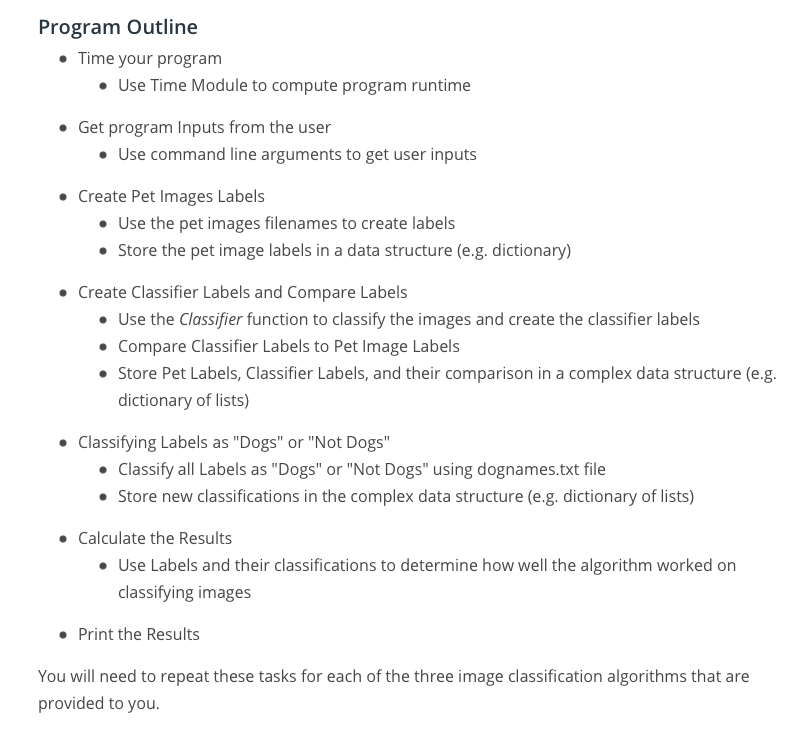 Program Outline
Time your program
Use Time Module to compute program runtime
Get program Inputs from the user
Use command line arguments to get user inputs
Create Pet Images Labels
Use the pet images filenames to create labels
Store the pet image labels in a data structure (e.g. dictionary)
Create Classifier Labels and Compare Labels
Use the Classifier function to classify the images and create the classifier labels
Compare Classifier Labels to Pet Image Labels
Store Pet Labels, Classifier Labels, and their comparison in a complex data structure (e.g.
dictionary of lists)
Classifying Labels as "Dogs" or "Not Dogs"
Classify all Labels as "Dogs" or "Not Dogs" using dognames.txt file
Store new classifications in the complex data structure (e.g. dictionary of lists)
Calculate the Results
Use Labels and their classifications to determine how well the algorithm worked on
classifying images
Print the Results
You will need to repeat these tasks for each of the three image classification algorithms that are
provided to you.